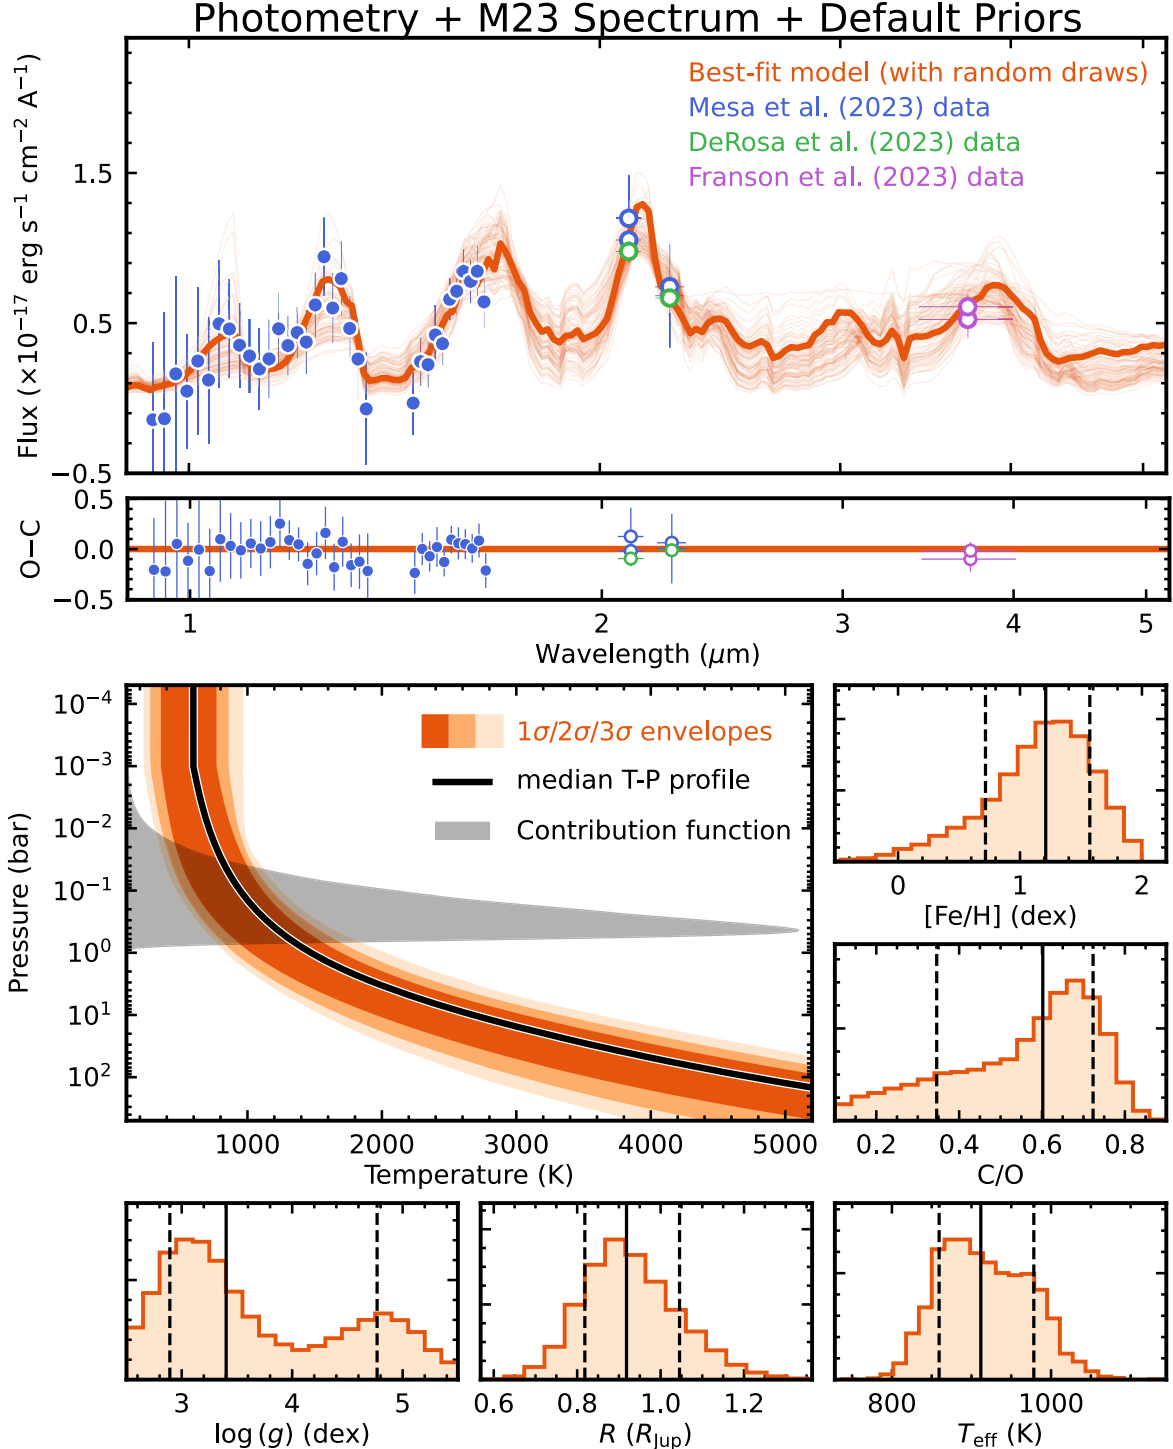 Photometry + M23 Spectrum + Default Priors
Flux (×10⁻¹⁷ erg s⁻¹ cm⁻² A⁻¹)
1.5
0.5
−0.5
Best-fit model (with random draws)
Mesa et al. (2023) data
DeRosa et al. (2023) data
Franson et al. (2023) data
O−C
0.5
0.0
−0.5
1 2 3 4 5
Wavelength (μm)
Pressure (bar)
10⁻⁴
10⁻³
10⁻²
10⁻¹
10⁰
10¹
10²
1σ/2σ/3σ envelopes
median T-P profile
Contribution function
1000 2000 3000 4000 5000
Temperature (K)
0 1 2
[Fe/H] (dex)
0.2 0.4 0.6 0.8
C/O
3 4 5
log(g) (dex)
0.6 0.8 1.0 1.2
R (R_Jup)
800 1000
T_eff (K)